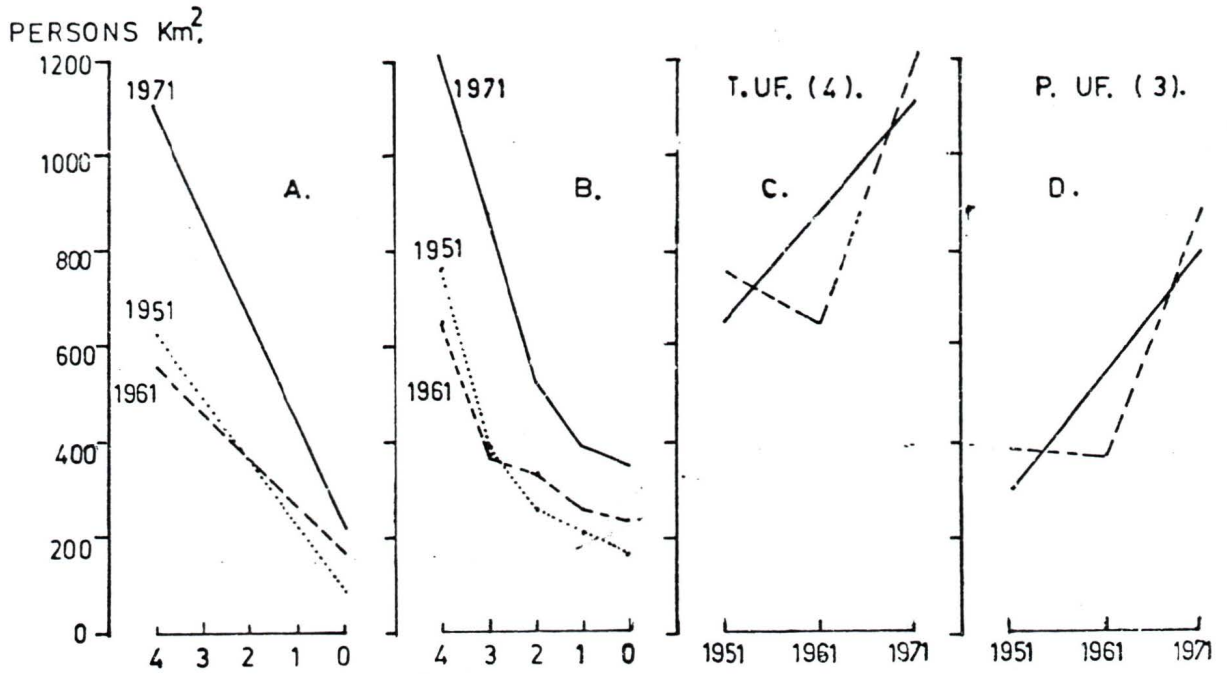 PERSONS Km².
1200
1000
800
600
400
200
0
1971
1951
1961
A.
4 3 2 1 0
1971
1951
1961
B.
4 3 2 1 0
T. UF. (4).
C.
1951 1961 1971
P. UF. (3).
D.
1951 1961 1971